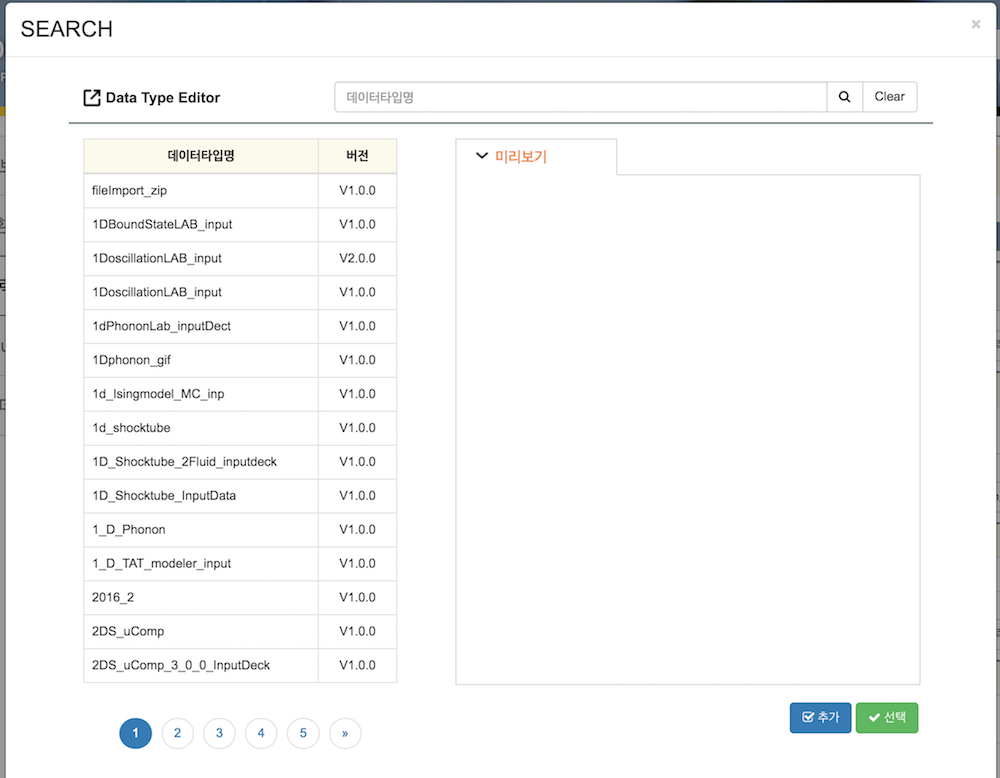 SEARCH ×
Data Type Editor 데이터타입명 Clear
데이터타입명 버전 미리보기
fileImport_zip V1.0.0
1DBoundStateLAB_input V1.0.0
1DoscillationLAB_input V2.0.0
1DoscillationLAB_input V1.0.0
1dPhononLab_inputDect V1.0.0
1Dphonon_gif V1.0.0
1d_Isingmodel_MC_inp V1.0.0
1d_shocktube V1.0.0
1D_Shocktube_2Fluid_inputdeck V1.0.0
1D_Shocktube_InputData V1.0.0
1_D_Phonon V1.0.0
1_D_TAT_modeler_input V1.0.0
2016_2 V1.0.0
2DS_uComp V1.0.0
2DS_uComp_3_0_0_InputDeck V1.0.0
추가 선택
1 2 3 4 5 »